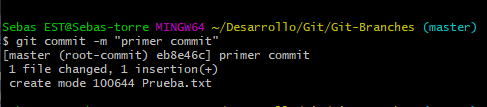 Sebas EST@Sebas-torre MINGW64 ~/Desarrollo/Git/Git-Branches (master)
$ git commit -m "primer commit"
[master (root-commit) eb8e46c] primer commit
 1 file changed, 1 insertion(+)
 create mode 100644 Prueba.txt